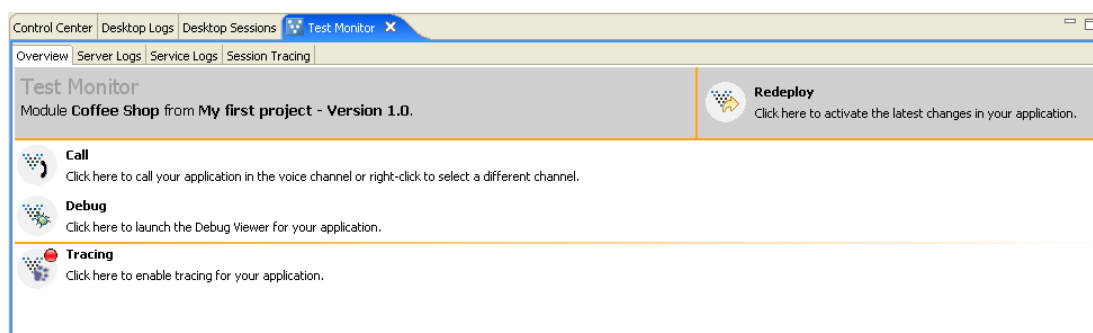 Control Center Desktop Logs Desktop Sessions Test Monitor
Overview Server Logs Service Logs Session Tracing
Test Monitor
Module Coffee Shop from My first project - Version 1.0.
Redeploy
Click here to activate the latest changes in your application.
Call
Click here to call your application in the voice channel or right-click to select a different channel.
Debug
Click here to launch the Debug Viewer for your application.
Tracing
Click here to enable tracing for your application.